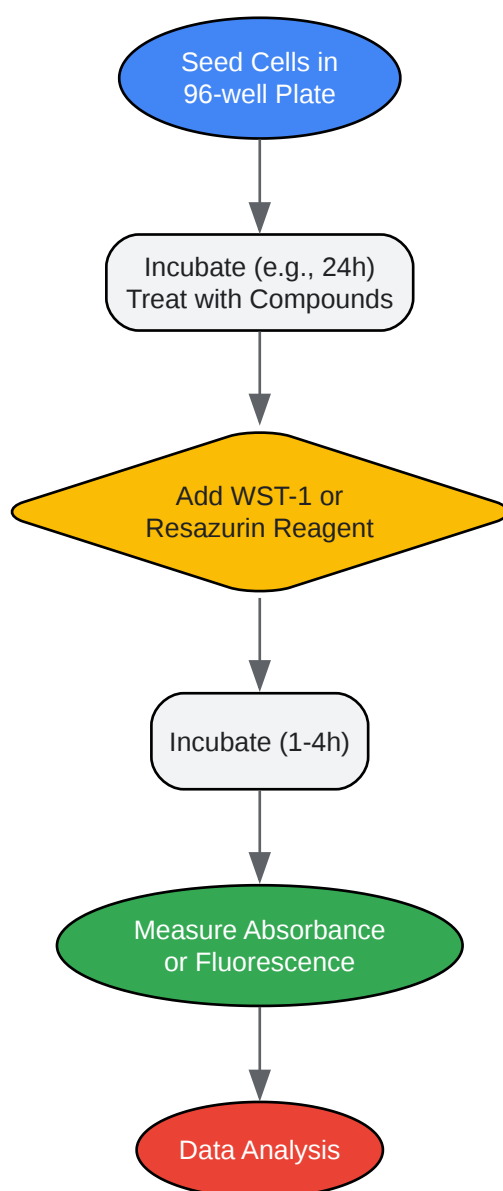 Seed Cells in
96-well Plate
Incubate (e.g., 24h)
Treat with Compounds
Add WST-1 or
Resazurin Reagent
Incubate (1-4h)
Measure Absorbance
or Fluorescence
Data Analysis